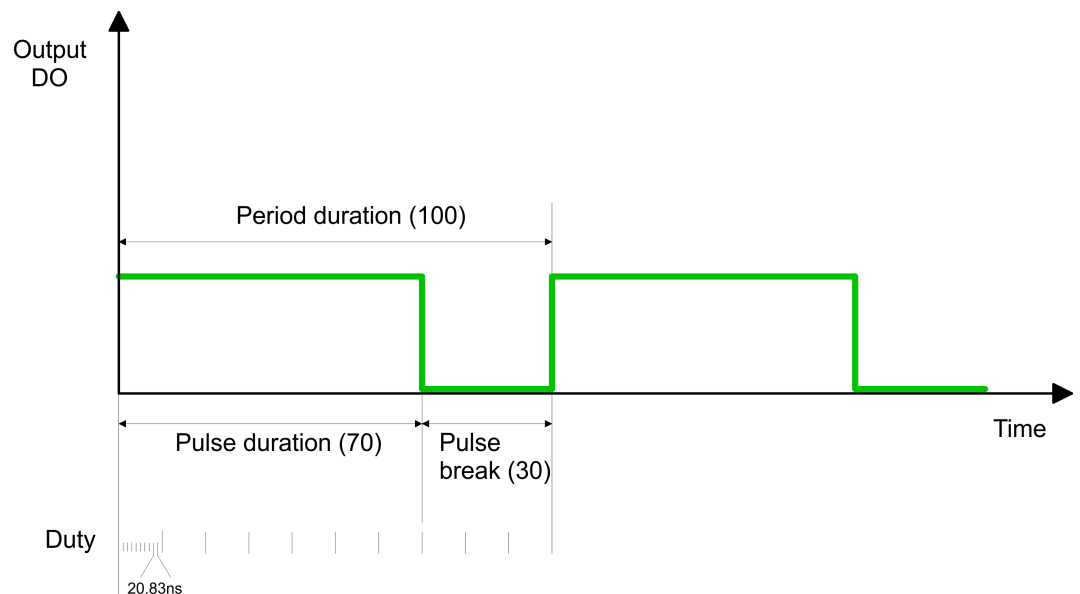 Output
DO
Period duration (100)
Time
Pulse duration (70)
Pulse
break (30)
Duty
20.83ns